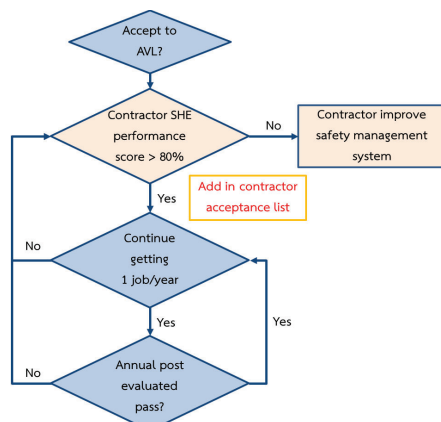 Accept to
AVL?
Contractor SHE
performance
score > 80%
No
Contractor improve
safety management
system
Yes
Add in contractor
acceptance list
Continue
getting
1 job/year
No
Yes
Yes
Annual post
evaluated
pass?
No